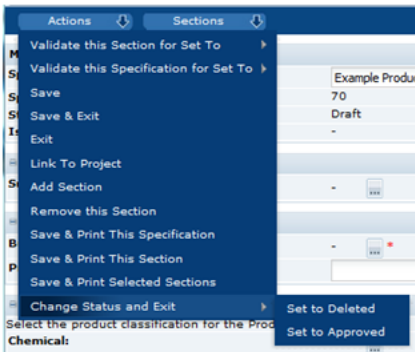 Actions Sections
Validate this Section for Set To
Validate this Specification for Set To
Save
Example Produ
70
Save & Exit
Draft
Exit
-
Link To Project
Add Section
-
Remove this Section
Save & Print This Specification
- *
Save & Print This Section
Save & Print Selected Sections
Change Status and Exit
Set to Deleted
Select the product classification for the Prod
Set to Approved
Chemical: